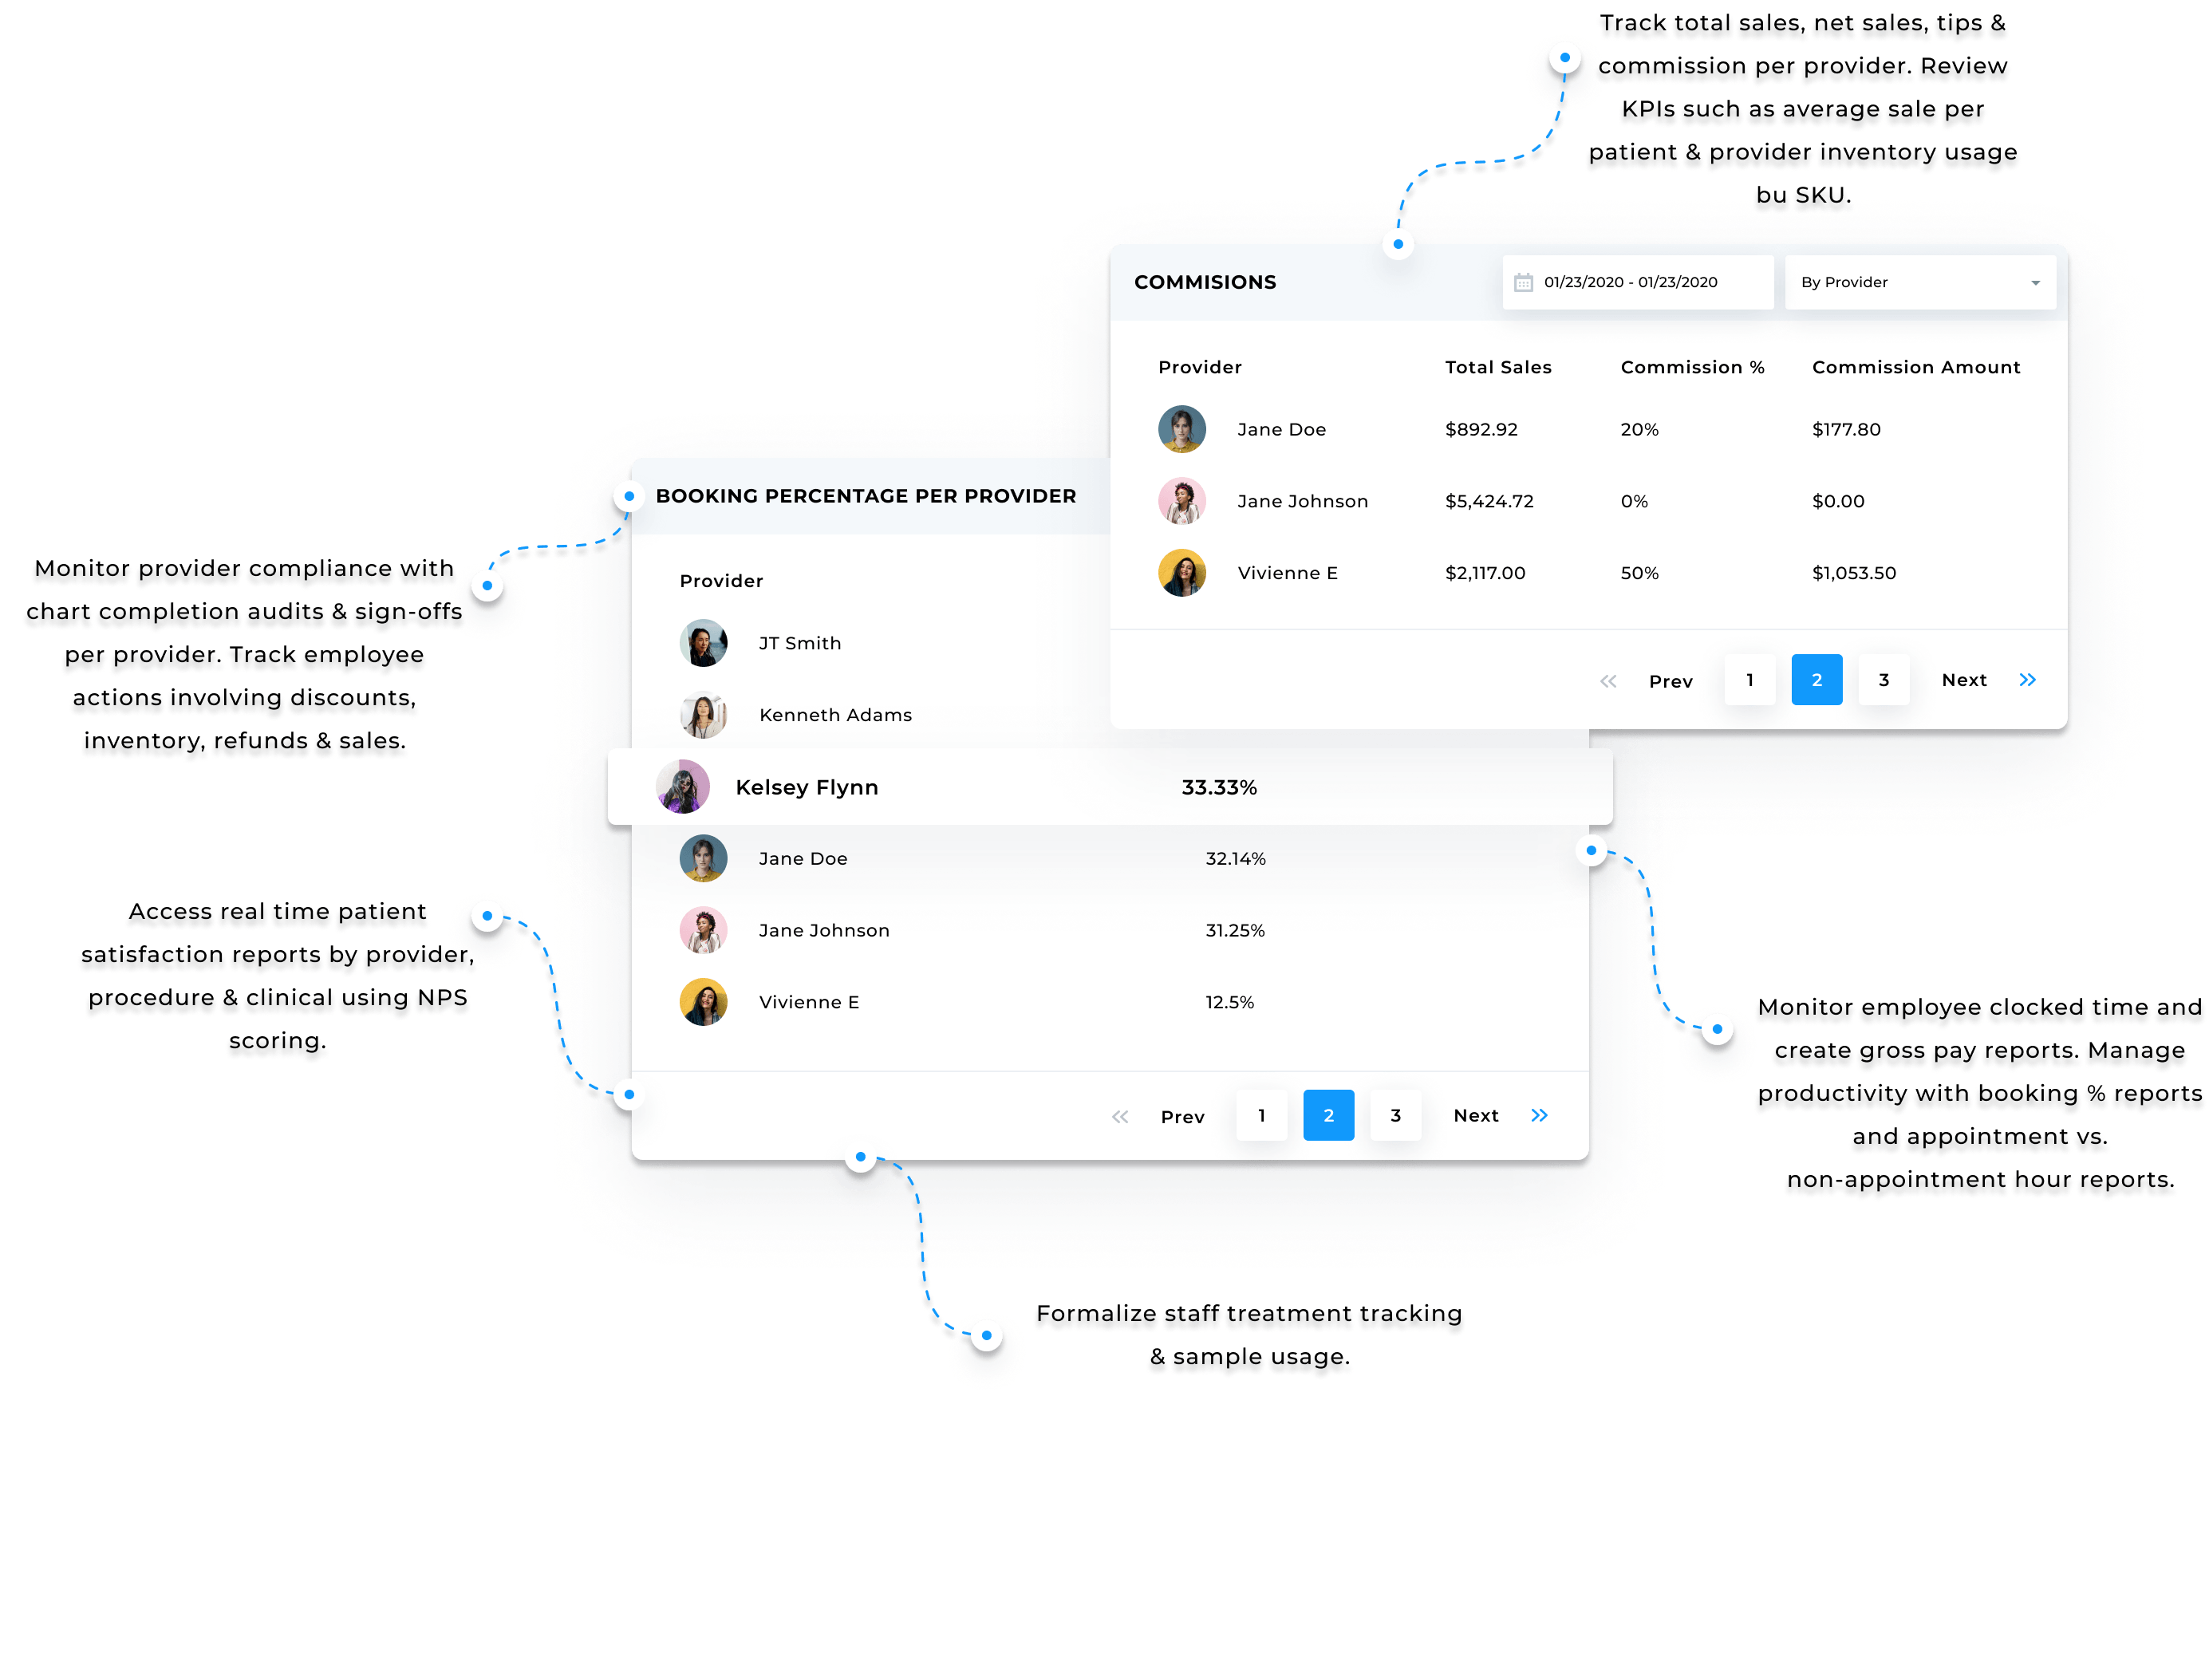 Track total sales, net sales, tips &
commission per provider. Review
KPIs such as average sale per
patient & provider inventory usage
bu SKU.
COMMISIONS
01/23/2020 - 01/23/2020
By Provider
Provider Total Sales Commission % Commission Amount
Jane Doe $892.92 20% $177.80
Jane Johnson $5,424.72 0% $0.00
Vivienne E $2,117.00 50% $1,053.50
Prev 1 2 3 Next
BOOKING PERCENTAGE PER PROVIDER
Provider
JT Smith
Kenneth Adams
Kelsey Flynn 33.33%
Jane Doe 32.14%
Jane Johnson 31.25%
Vivienne E 12.5%
Prev 1 2 3 Next
Monitor provider compliance with
chart completion audits & sign-offs
per provider. Track employee
actions involving discounts,
inventory, refunds & sales.
Access real time patient
satisfaction reports by provider,
procedure & clinical using NPS
scoring.
Monitor employee clocked time and
create gross pay reports. Manage
productivity with booking % reports
and appointment vs.
non-appointment hour reports.
Formalize staff treatment tracking
& sample usage.